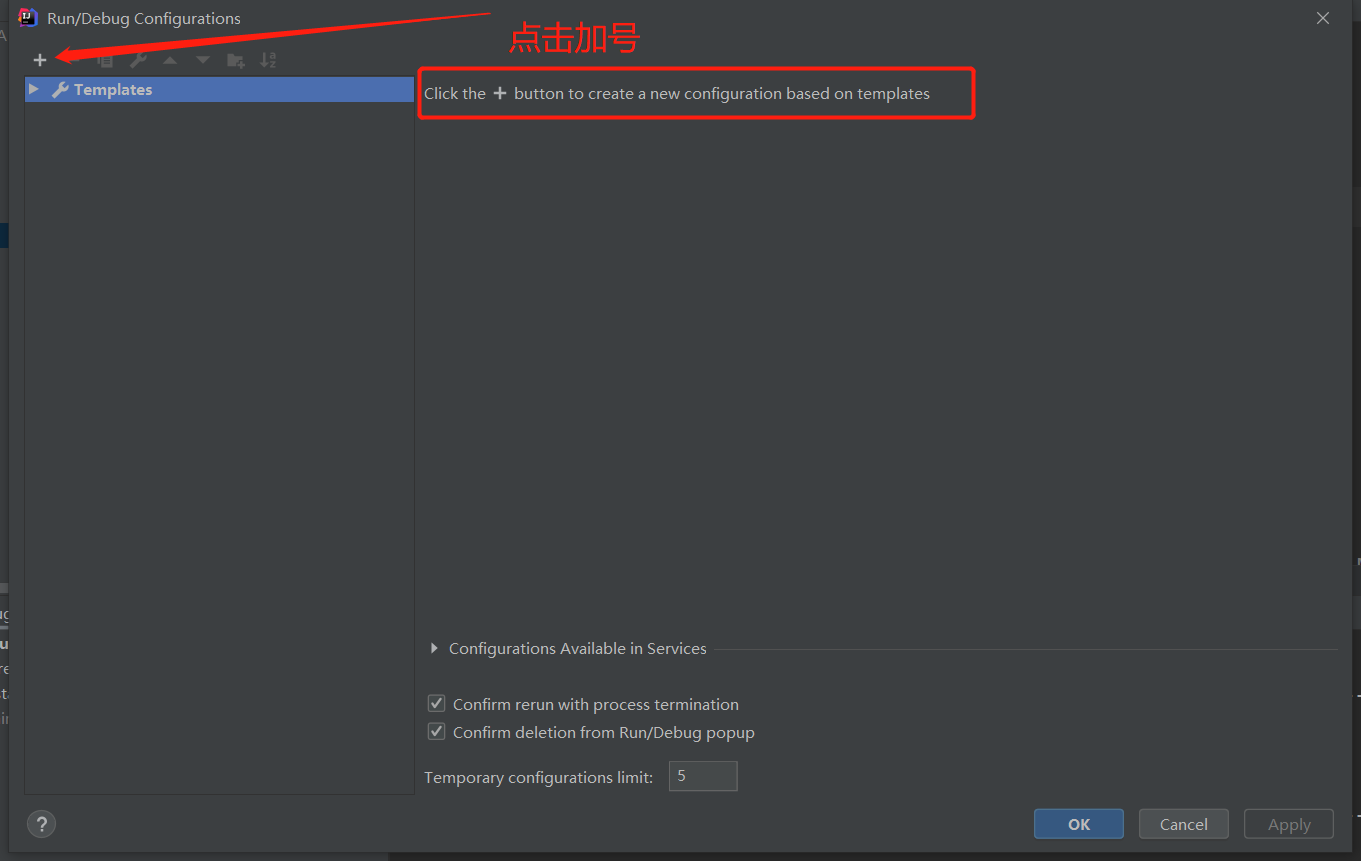 Run/Debug Configurations
点击加号
Templates
Click the + button to create a new configuration based on templates
Configurations Available in Services
Confirm rerun with process termination
Confirm deletion from Run/Debug popup
Temporary configurations limit: 5
?
OK Cancel Apply